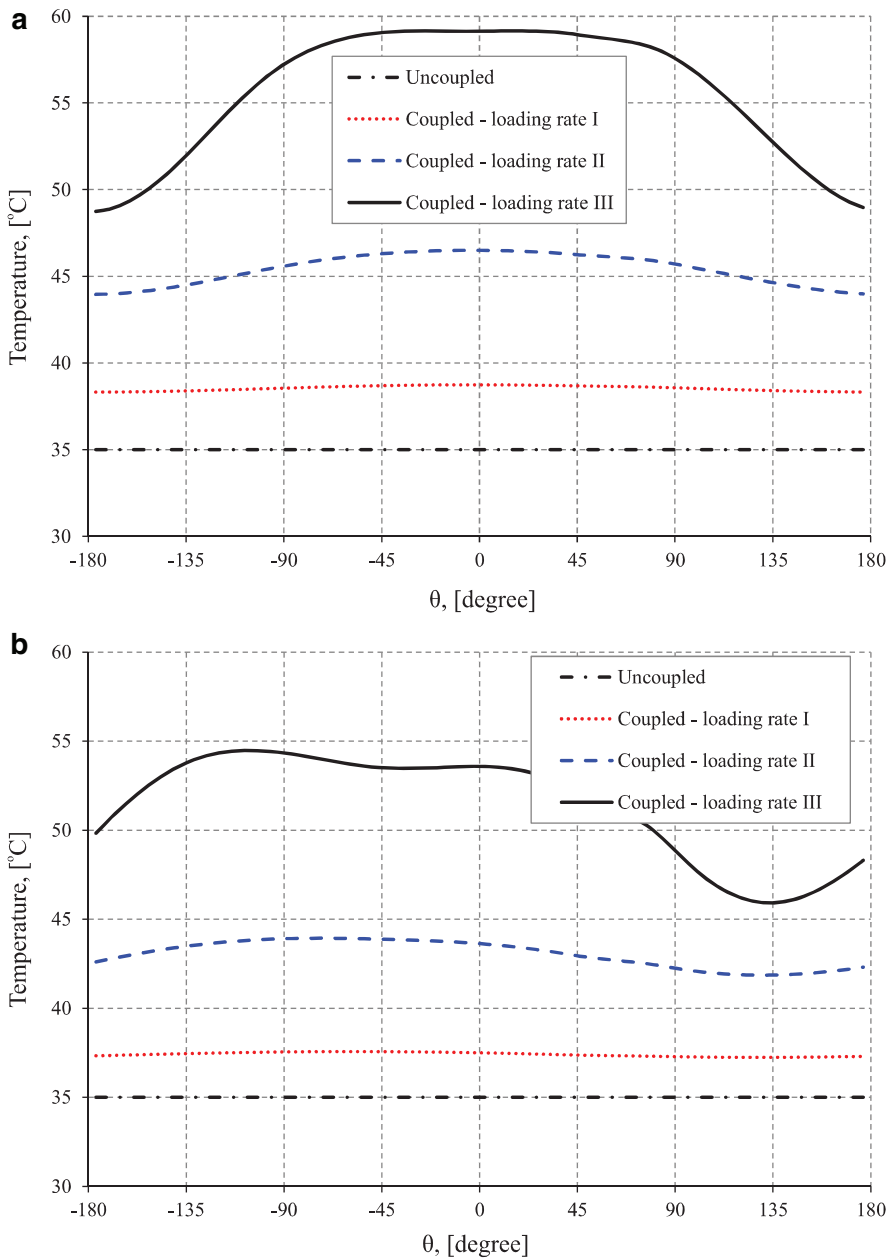 a
60
55
50
45
40
35
30
Temperature, [°C]
Uncoupled
Coupled - loading rate I
Coupled - loading rate II
Coupled - loading rate III
-180 -135 -90 -45 0 45 90 135 180
θ, [degree]
b
60
55
50
45
40
35
30
Temperature, [°C]
Uncoupled
Coupled - loading rate I
Coupled - loading rate II
Coupled - loading rate III
-180 -135 -90 -45 0 45 90 135 180
θ, [degree]